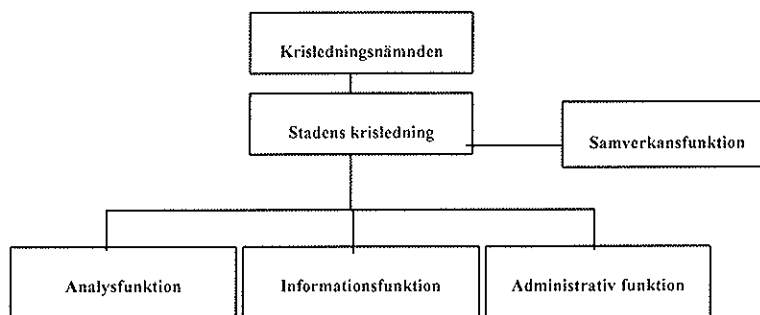 Krisledningsnämnden
Stadens krisledning
Samverkansfunktion
Analysfunktion
Informationsfunktion
Administrativ funktion